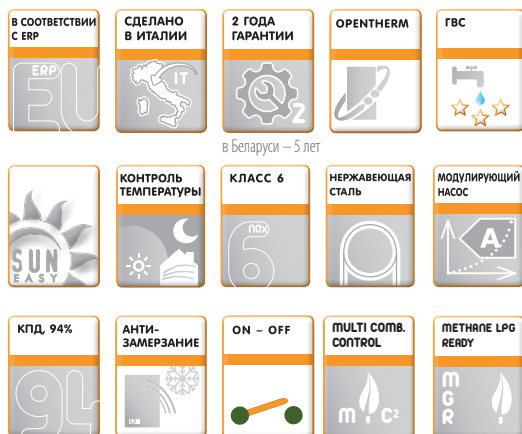 В СООТВЕТСТВИИ
С ERP
ERP
EU
СДЕЛАНО
В ИТАЛИИ
IT
2 ГОДА
ГАРАНТИИ
2
OPENTHERM
ГВС
в Беларуси – 5 лет
SUN
EASY
КОНТРОЛЬ
ТЕМПЕРАТУРЫ
КЛАСС 6
nox
6
НЕРЖАВЕЮЩАЯ
СТАЛЬ
МОДУЛИРУЮЩИЙ
НАСОС
A
КПД, 94%
94
АНТИ-
ЗАМЕРЗАНИЕ
ON – OFF
MULTI COMB.
CONTROL
m C²
METHANE LPG
READY
M
G
R